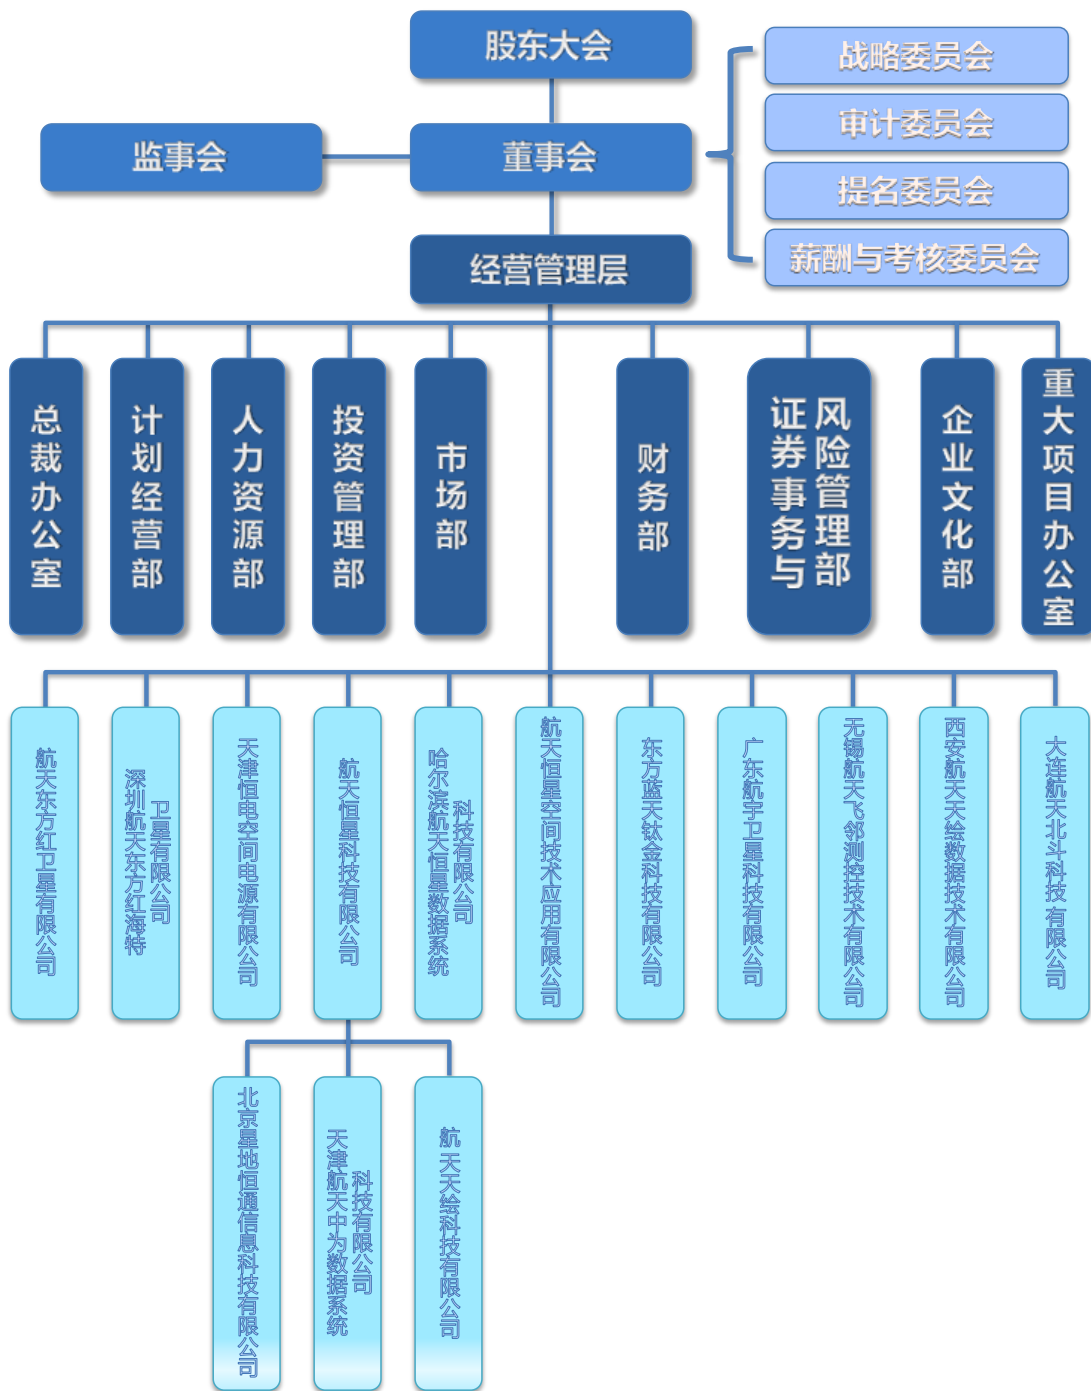 股东大会
战略委员会
审计委员会
监事会
董事会
提名委员会
薪酬与考核委员会
经营管理层
总裁办公室
计划经营部
人力资源部
投资管理部
市场部
财务部
证券事务与
风险管理部
企业文化部
重大项目办公室
航天东方红卫星有限公司
深圳航天东方红海特
卫星有限公司
天津恒电空间电源有限公司
航天恒星科技有限公司
哈尔滨航天恒星数据系统
科技有限公司
航天恒星空间技术应用有限公司
东方蓝天钛金科技有限公司
广东航宇卫星科技有限公司
无锡航天飞邻测控技术有限公司
西安航天天绘数据技术有限公司
大连航天北斗科技 有限公司
北京星地恒通信息科技有限公司
天津航天中为数据系统
科技有限公司
航 天天绘科技有限公司